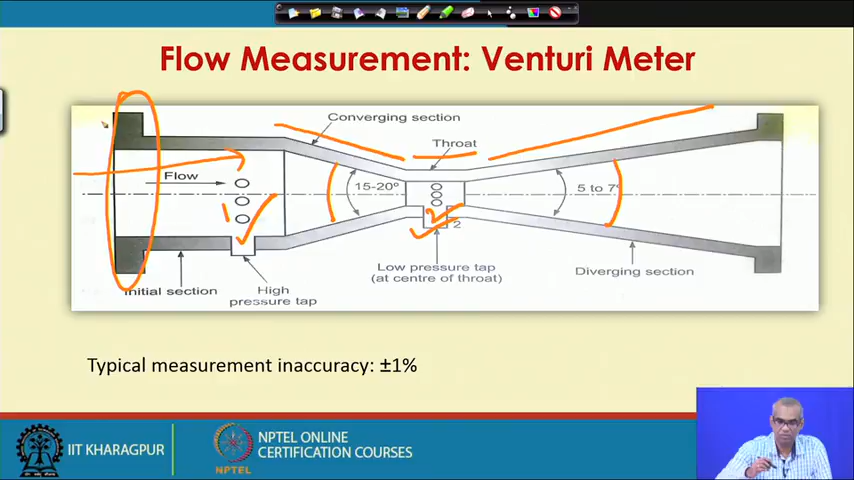 Flow Measurement: Venturi Meter
Converging section
Throat
Flow
15-20°
5 to 7°
1
2
2
Low pressure tap
(at centre of throat)
Diverging section
Initial section
High
pressure tap
Typical measurement inaccuracy: ±1%
IIT KHARAGPUR
NPTEL
NPTEL ONLINE
CERTIFICATION COURSES